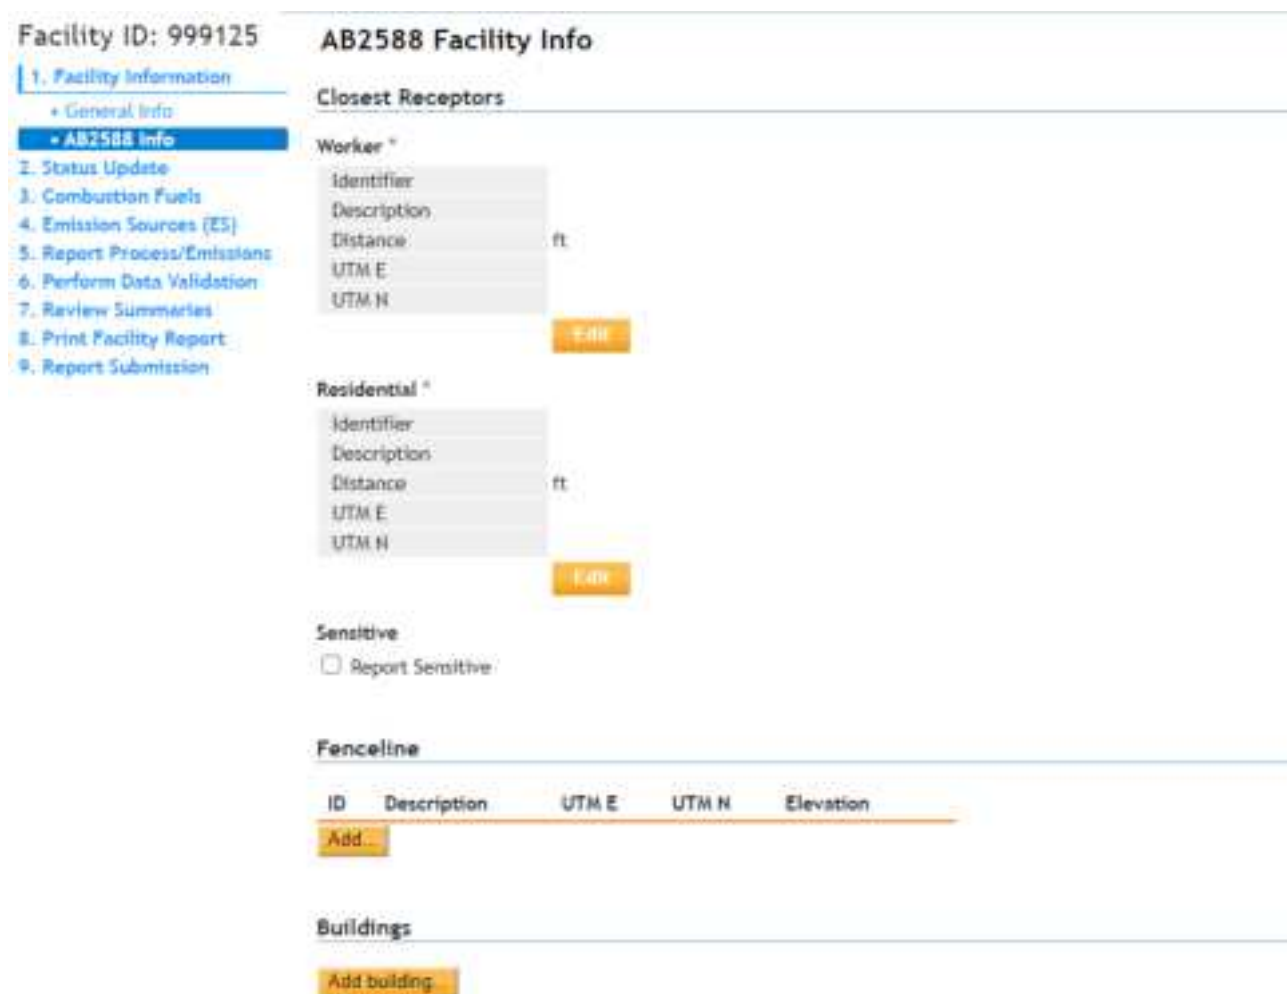 Facility ID: 999125
1. Facility Information
• General Info
• AB2588 Info
2. Status Update
3. Combustion Fuels
4. Emission Sources (ES)
5. Report Process/Emissions
6. Perform Data Validation
7. Review Summaries
8. Print Facility Report
9. Report Submission
AB2588 Facility Info
Closest Receptors
Worker *
Identifier
Description
Distance ft
UTM E
UTM N
Edit
Residential *
Identifier
Description
Distance ft
UTM E
UTM N
Edit
Sensitive
Report Sensitive
Fenceline
ID Description UTM E UTM N Elevation
Add...
Buildings
Add building...